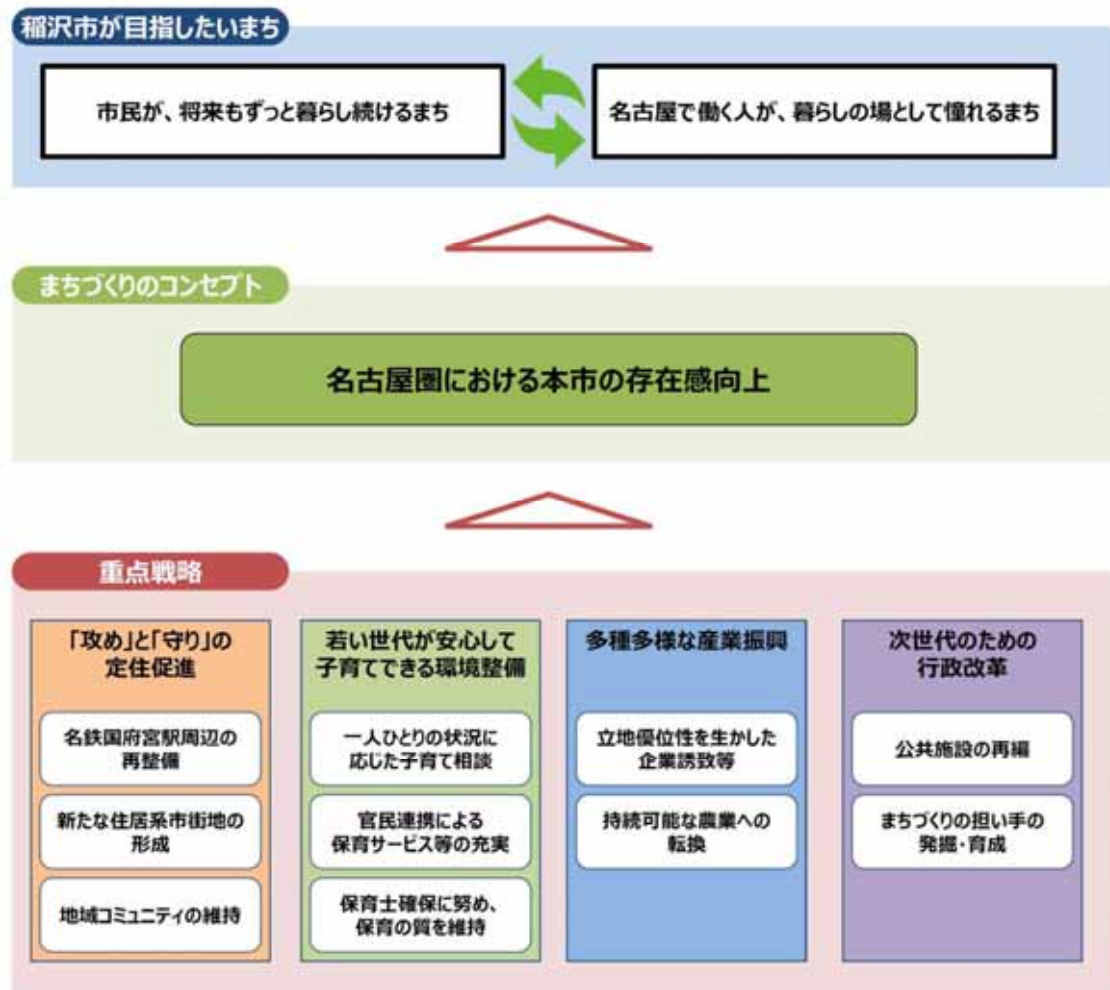 稲沢市が目指したいまち
市民が、将来もずっと暮らし続けるまち
名古屋で働く人が、暮らしの場として憧れるまち
まちづくりのコンセプト
名古屋圏における本市の存在感向上
重点戦略
「攻め」と「守り」の
定住促進
名鉄国府宮駅周辺の
再整備
新たな住居系市街地の
形成
地域コミュニティの維持
若い世代が安心して
子育てできる環境整備
一人ひとりの状況に
応じた子育て相談
官民連携による
保育サービス等の充実
保育士確保に努め、
保育の質を維持
多種多様な産業振興
立地優位性を生かした
企業誘致等
持続可能な農業への
転換
次世代のための
行政改革
公共施設の再編
まちづくりの担い手の
発掘・育成